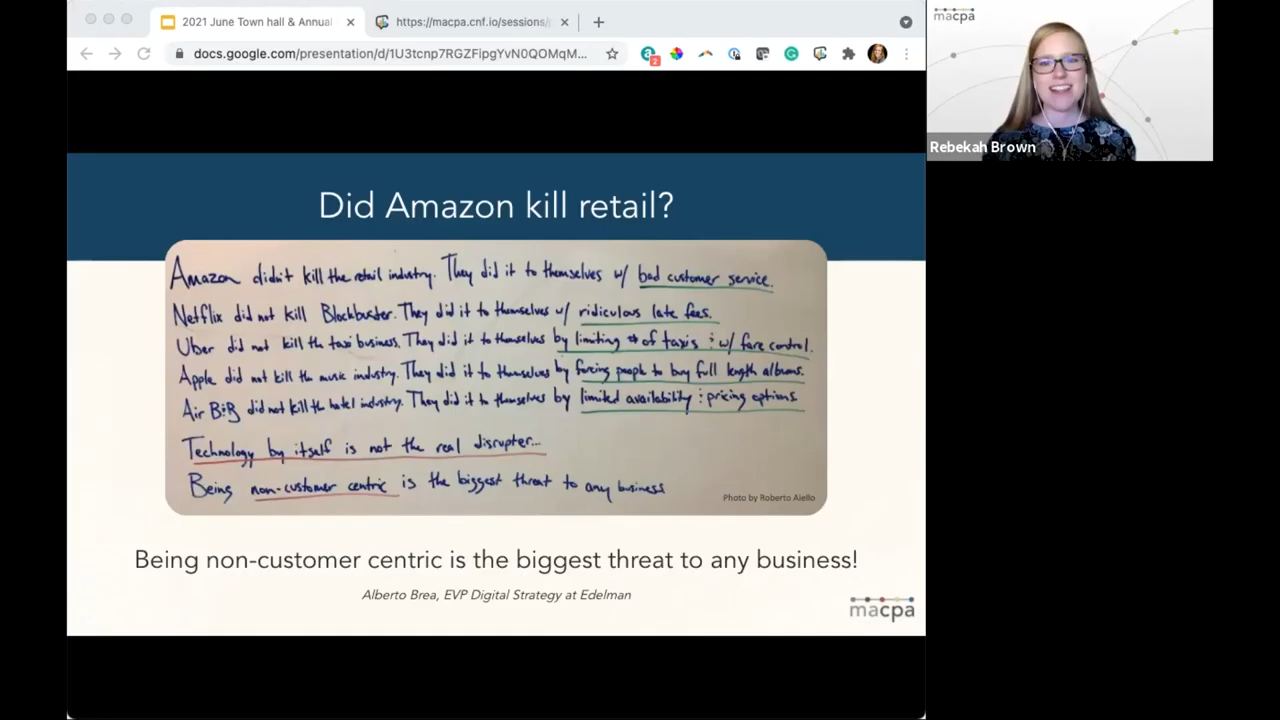 2021 June Town hall & Annual
https://macpa.cnf.io/sessions/
docs.google.com/presentation/d/1U3tcnp7RGZFipgYvN0QOMqM...
2
macpa
Rebekah Brown
Did Amazon kill retail?
Amazon didn't kill the retail industry. They did it to themselves w/ bad customer service.
Netflix did not kill Blockbuster. They did it to themselves w/ ridiculous late fees.
Uber did not kill the taxi business. They did it to themselves by limiting # of taxis & w/ fare control.
Apple did not kill the music industry. They did it to themselves by forcing people to buy full length albums.
Air B&B did not kill the hotel industry. They did it to themselves by limited availability & pricing options
Technology by itself is not the real disrupter...
Being non-customer centric is the biggest threat to any business
Photo by Roberto Aiello
Being non-customer centric is the biggest threat to any business!
Alberto Brea, EVP Digital Strategy at Edelman
macpa